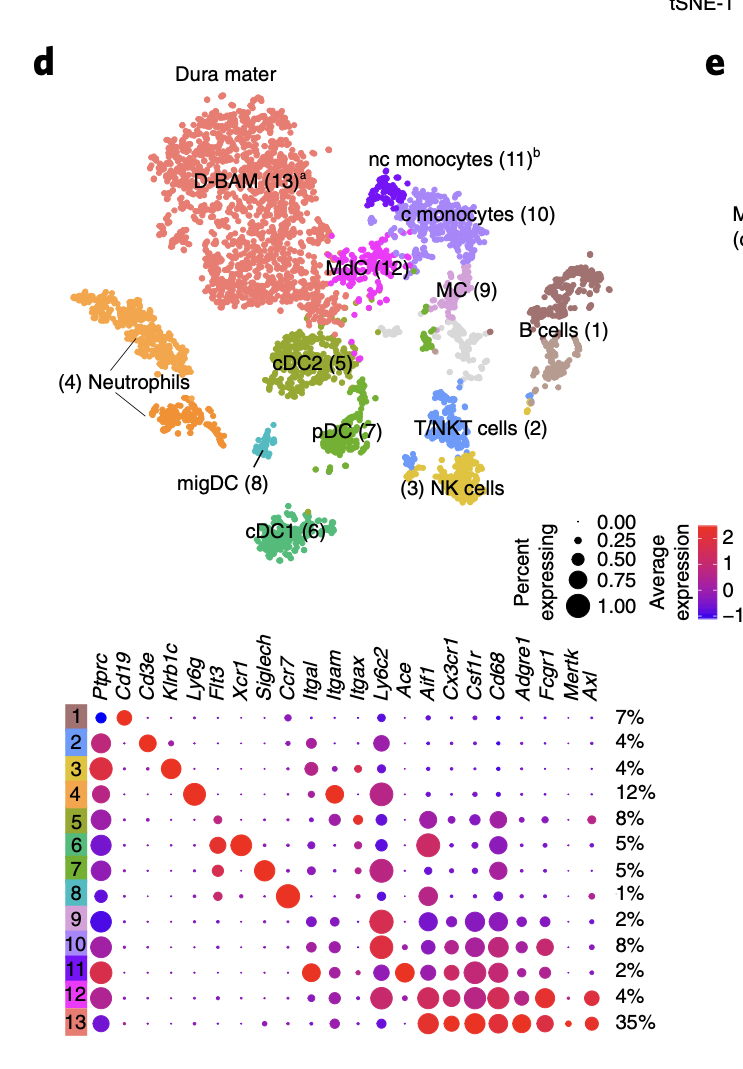 tSNE-1
d
e
Dura mater
D-BAM (13)a
nc monocytes (11)b
c monocytes (10)
MdC (12)
MC (9)
B cells (1)
cDC2 (5)
(4) Neutrophils
pDC (7)
T/NKT cells (2)
migDC (8)
(3) NK cells
cDC1 (6)
M
(c
Percent expressing
0.00
0.25
0.50
0.75
1.00
Average expression
2
1
0
−1
Ptprc Cd19 Cd3e Klrb1c Ly6g Flt3 Xcr1 Siglech Ccr7 Itgal Itgam Itgax Ly6c2 Ace Aif1 Cx3cr1 Csf1r Cd68 Adgre1 Fcgr1 Mertk Axl
1 7%
2 4%
3 4%
4 12%
5 8%
6 5%
7 5%
8 1%
9 2%
10 8%
11 2%
12 4%
13 35%